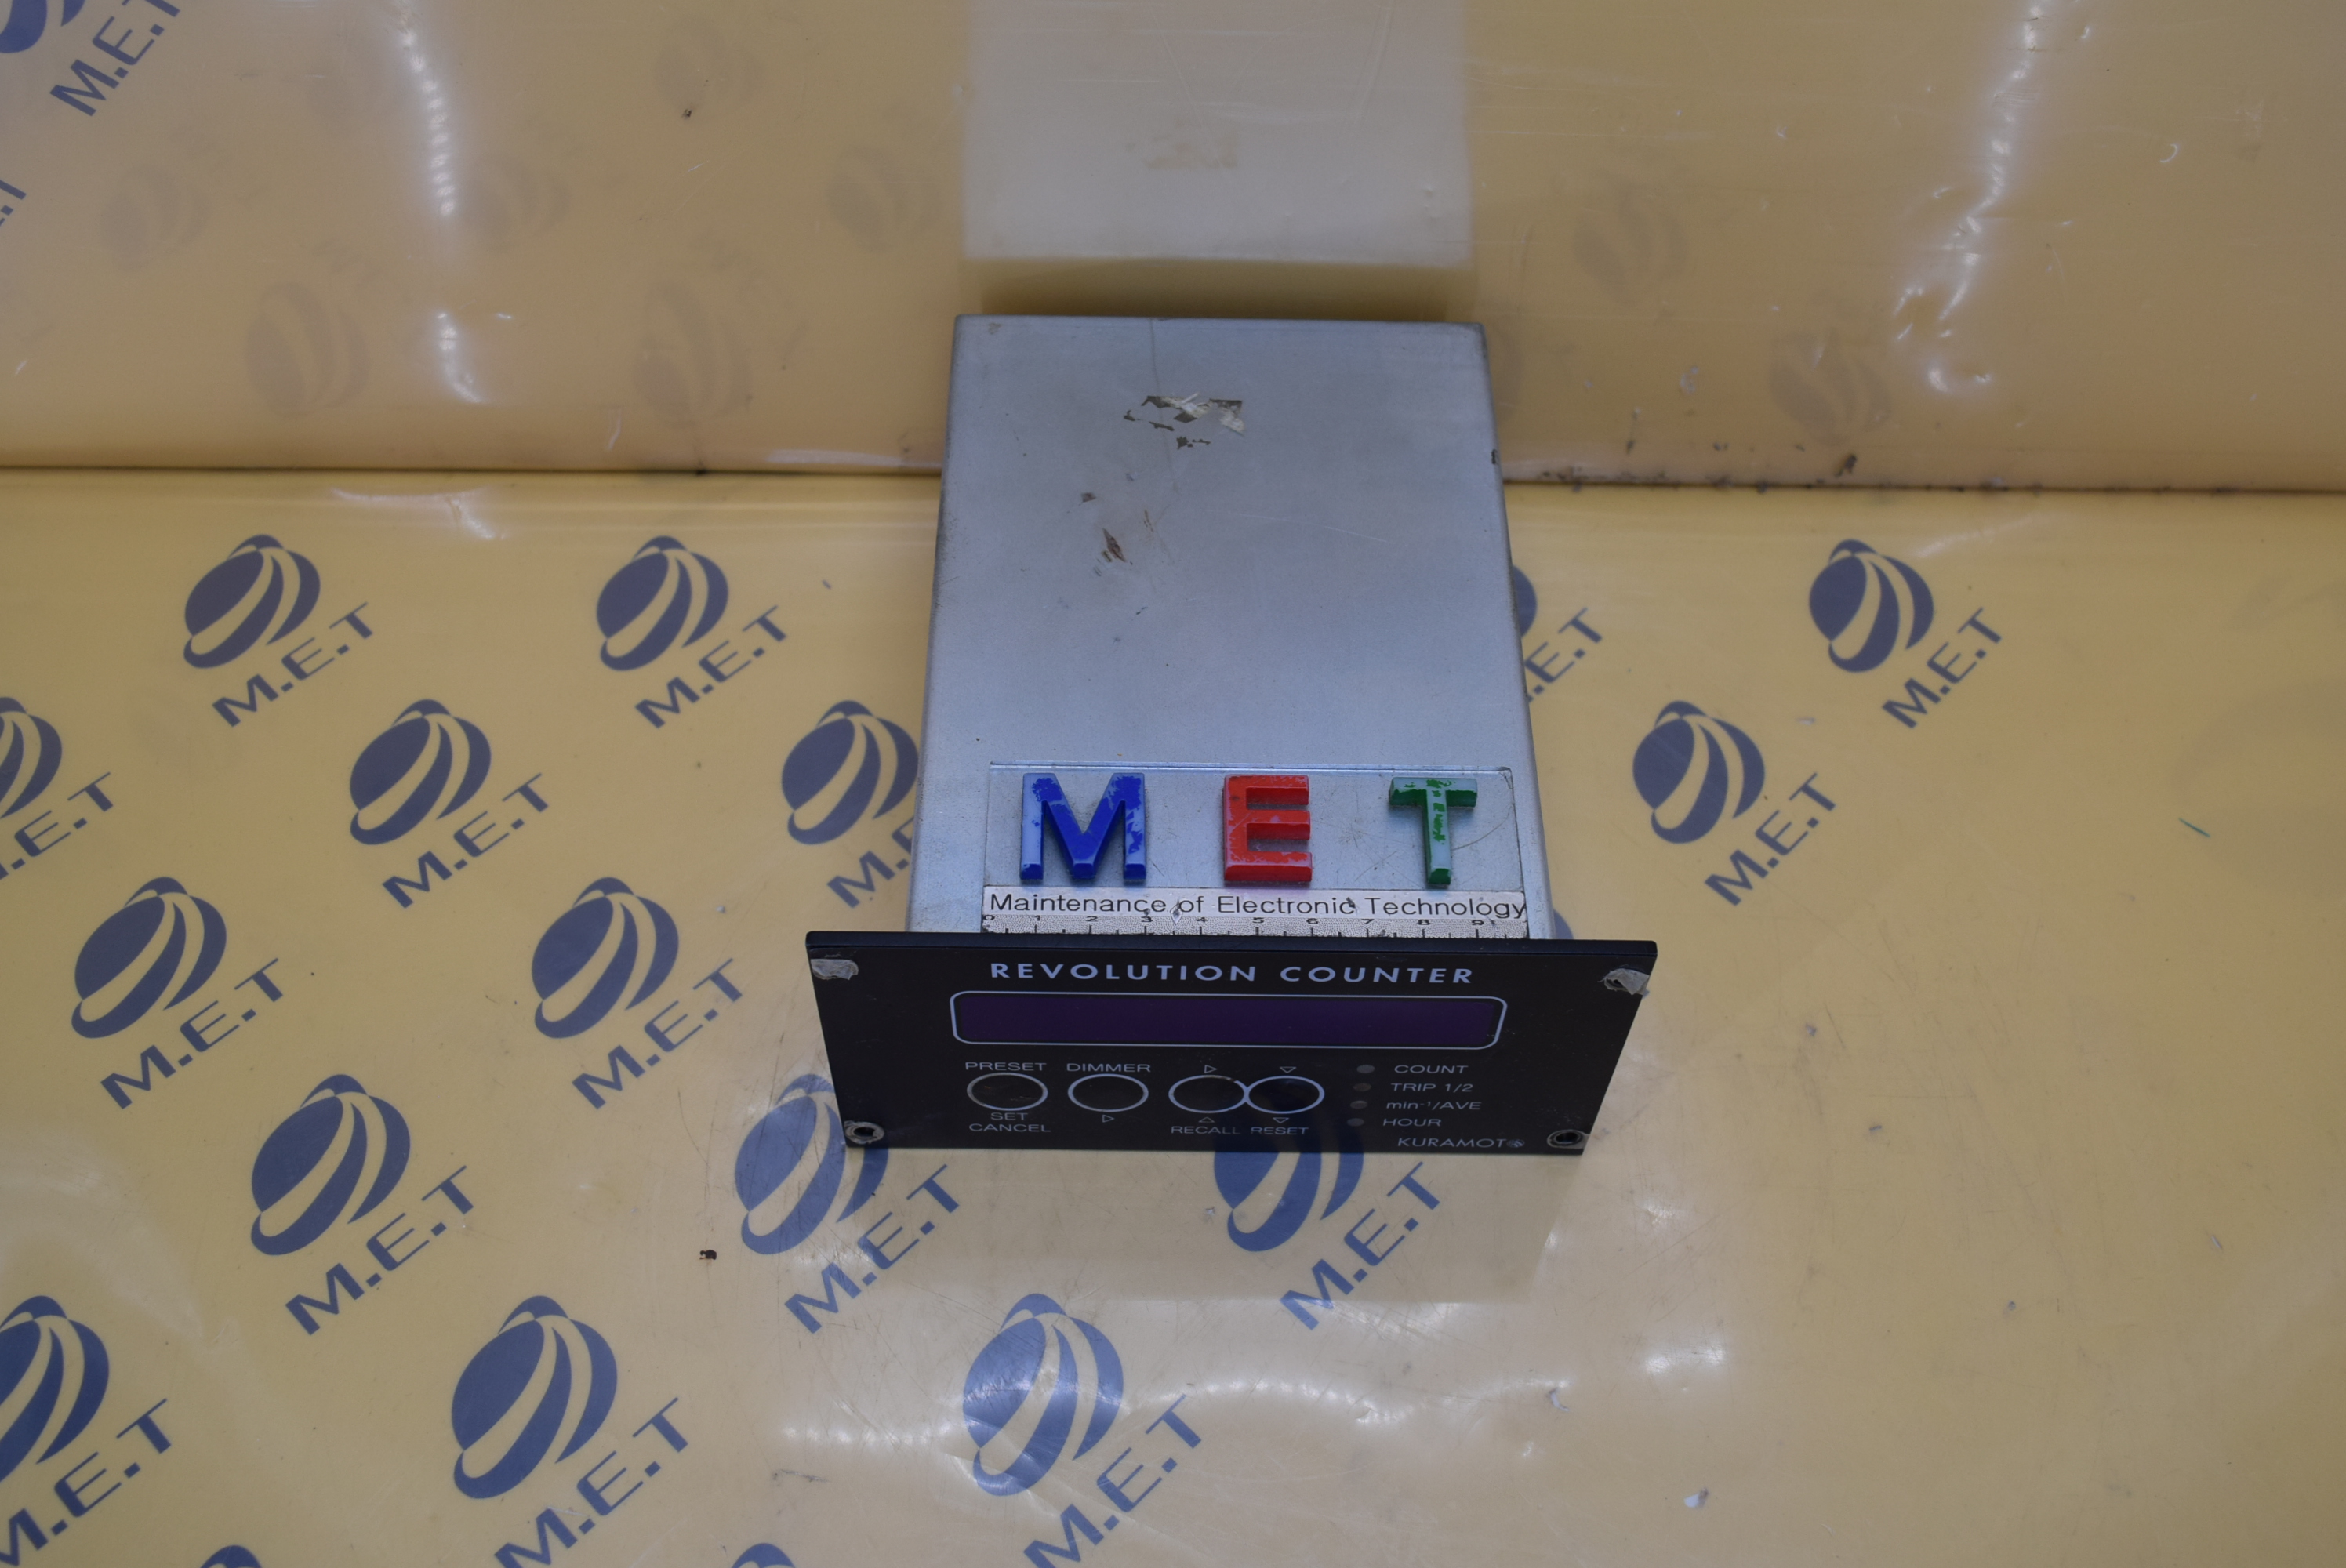 M.E.T
M.E.T
M.E.T
M.E.T
M.E.T
M.E.T
M.E.T
M.E.T
M.E.T
M.E.T
M E T
Maintenance of Electronic Technology
0 1 2 3 4 5 6 7 8 9
REVOLUTION COUNTER
PRESET DIMMER ▷ ▽ COUNT
TRIP 1/2
min⁻¹/AVE
SET ▷ △ ▽ HOUR
CANCEL RECALL RESET
KURAMOTO
M.E.T
M.E.T
M.E.T
M.E.T
M.E.T
M.E.T
M.E.T